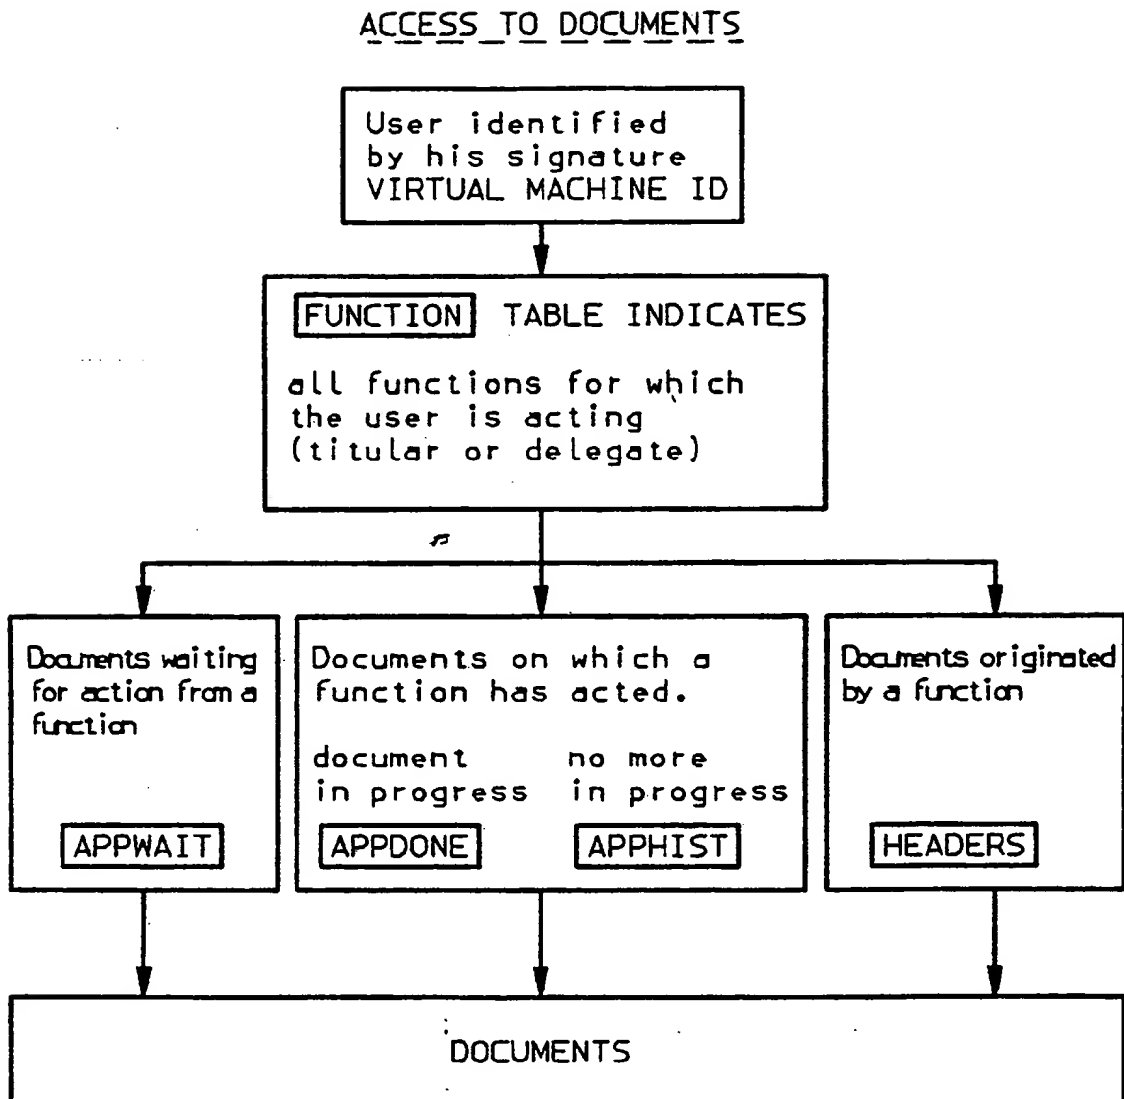 ACCESS TO DOCUMENTS
User identified
by his signature
VIRTUAL MACHINE ID
FUNCTION TABLE INDICATES
all functions for which
the user is acting
(titular or delegate)
Documents waiting
for action from a
function
APPWAIT
Documents on which a
function has acted.
document no more
in progress in progress
APPDONE APPHIST
Documents originated
by a function
HEADERS
DOCUMENTS